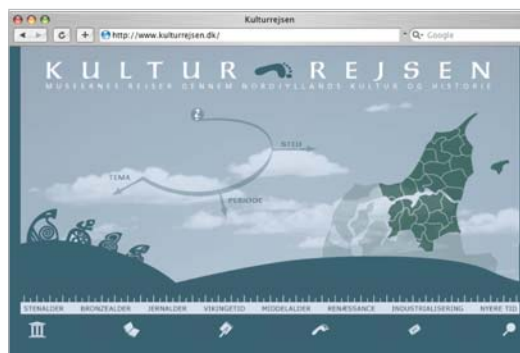 Kulturrejsen
http://www.kulturrejsen.dk/
Google
KULTUR REJSEN
MUSEERNES REJSER GENNEM NORDJYLLANDS KULTUR OG HISTORIE
STED
TEMA
PERIODE
STENALDER BRONZEALDER JERNALDER VIKINGETID MIDDELALDER RENÆSSANCE INDUSTRIALISERING NYERE TID